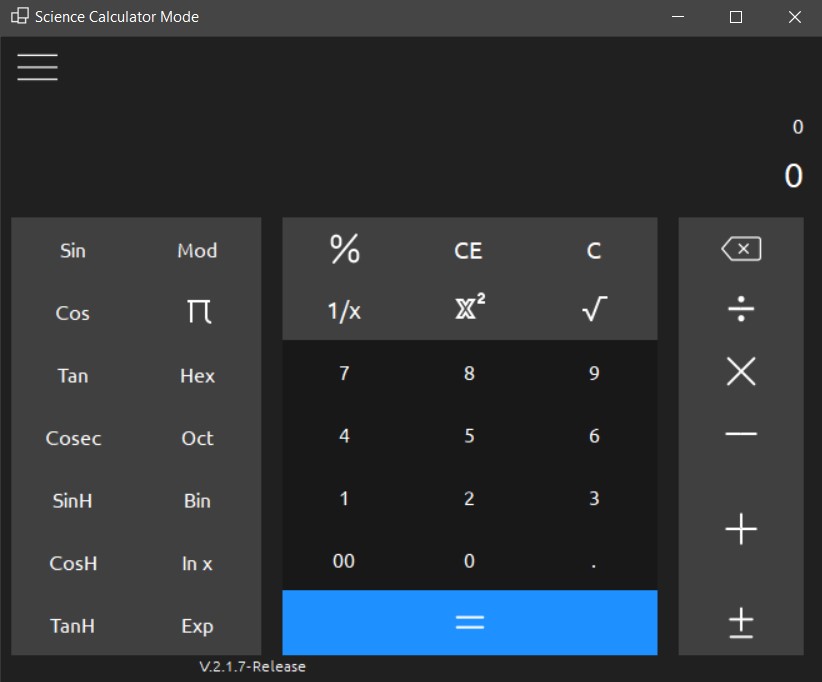 Science Calculator Mode
0
0
Sin Mod % CE C
Cos π 1/x X² √ ÷
Tan Hex 7 8 9 ×
Cosec Oct 4 5 6 —
SinH Bin 1 2 3
CosH In x 00 0 . +
TanH Exp = ±
V.2.1.7-Release